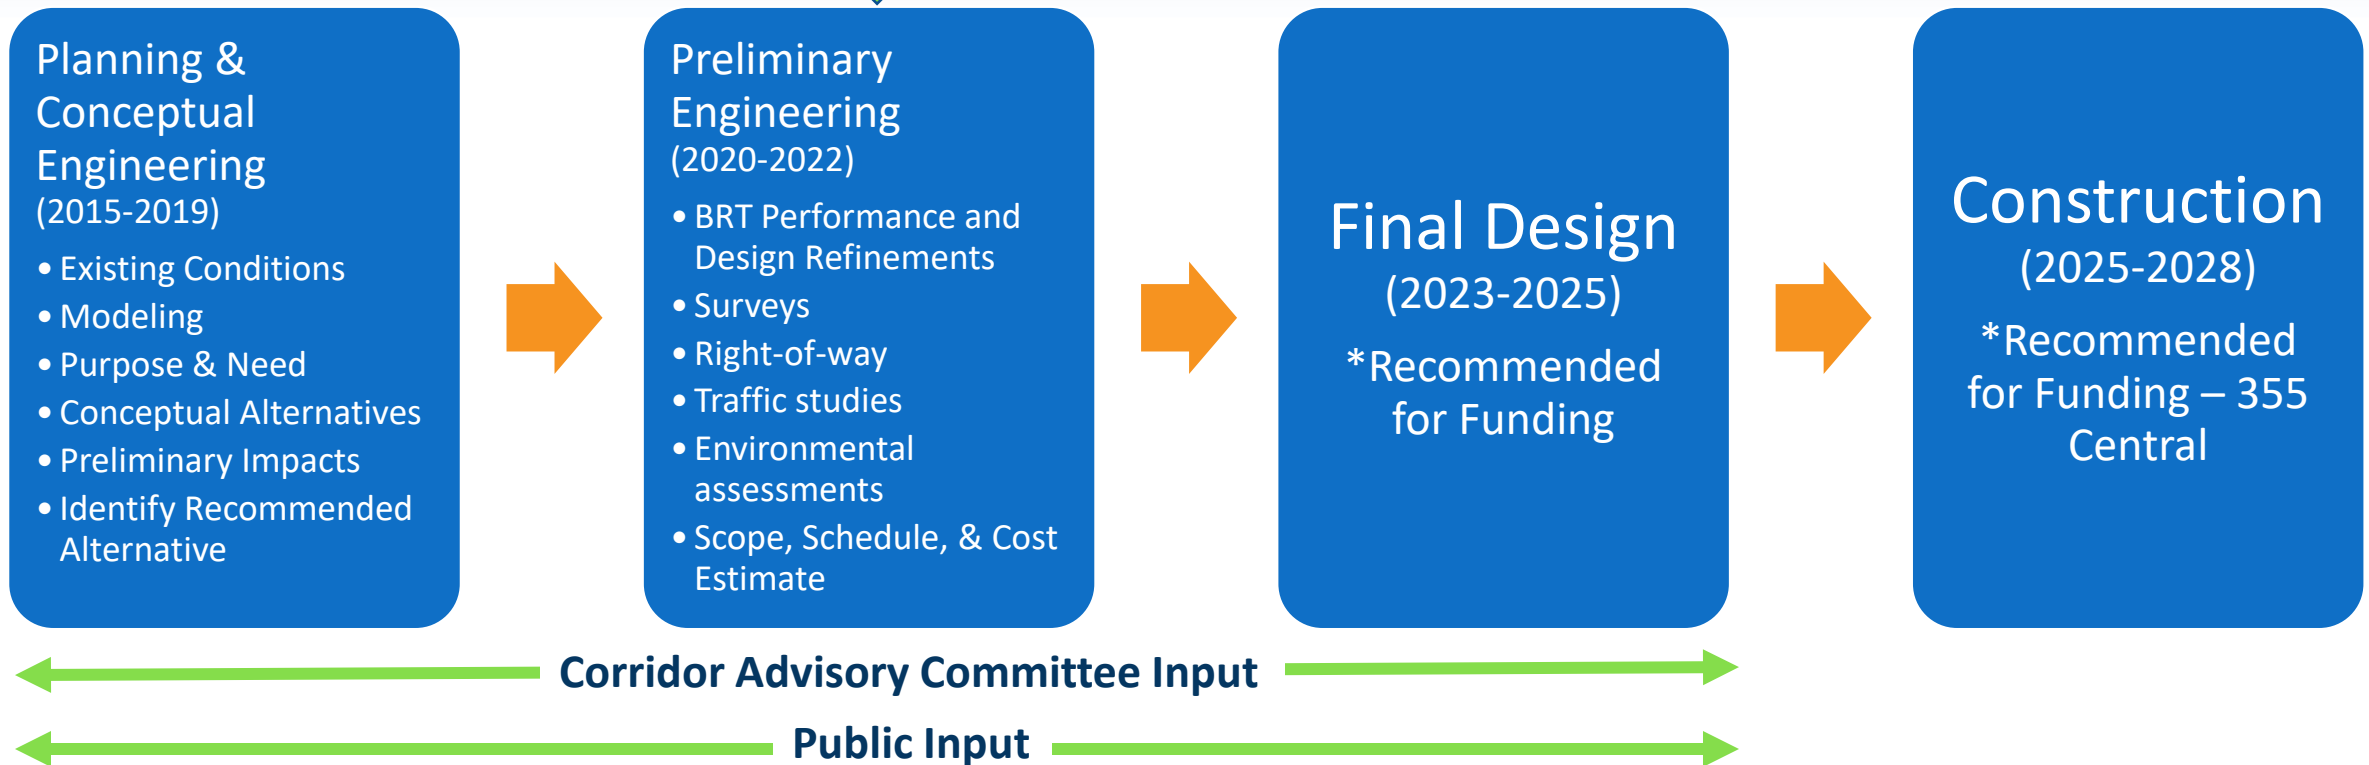 Planning &
Conceptual
Engineering
(2015-2019)
• Existing Conditions
• Modeling
• Purpose & Need
• Conceptual Alternatives
• Preliminary Impacts
• Identify Recommended
Alternative
Preliminary
Engineering
(2020-2022)
• BRT Performance and
Design Refinements
• Surveys
• Right-of-way
• Traffic studies
• Environmental
assessments
• Scope, Schedule, & Cost
Estimate
Final Design
(2023-2025)
*Recommended
for Funding
Construction
(2025-2028)
*Recommended
for Funding – 355
Central
Corridor Advisory Committee Input
Public Input